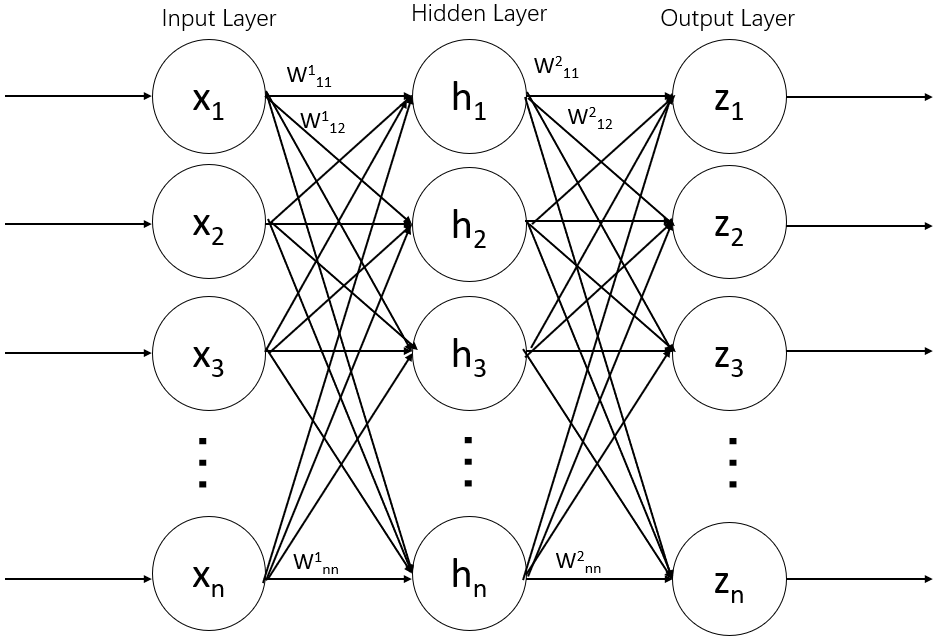 Input Layer
Hidden Layer
Output Layer
x₁
W¹₁₁
W¹₁₂
h₁
W²₁₁
W²₁₂
z₁
x₂
h₂
z₂
x₃
h₃
z₃
xₙ
W¹ₙₙ
hₙ
W²ₙₙ
zₙ